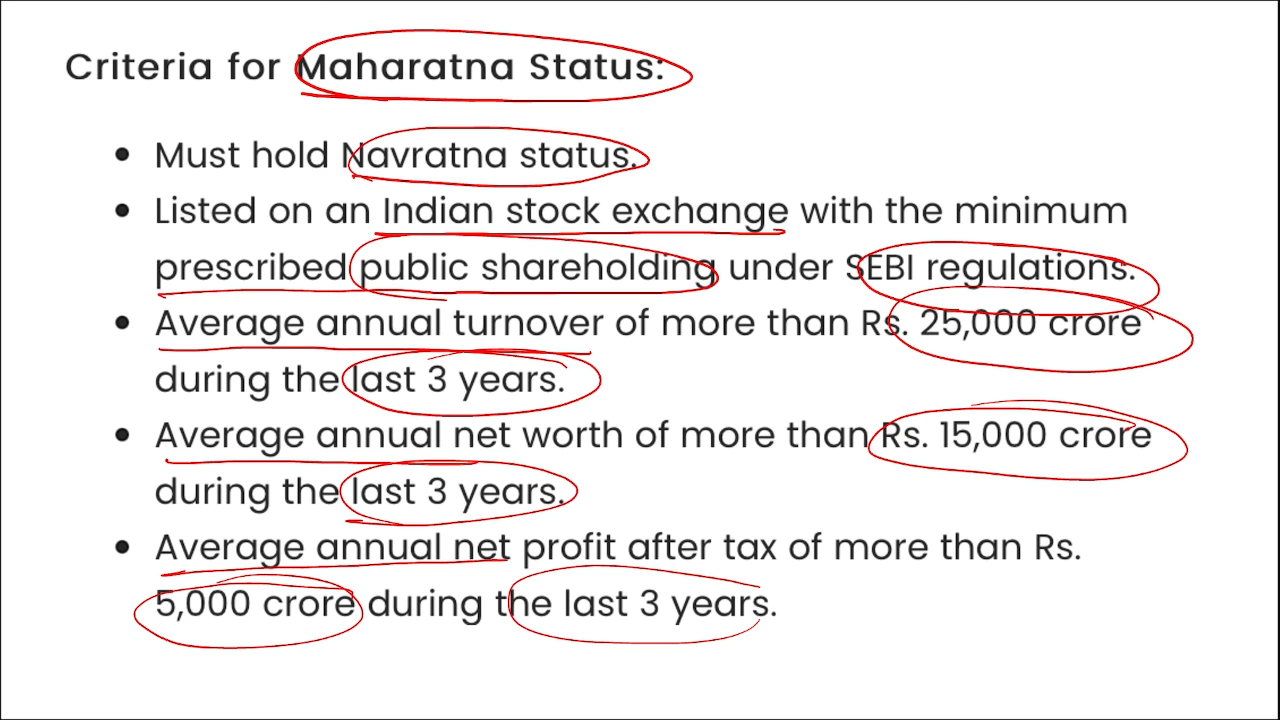 Criteria for Maharatna Status:
• Must hold Navratna status.
• Listed on an Indian stock exchange with the minimum
prescribed public shareholding under SEBI regulations.
• Average annual turnover of more than Rs. 25,000 crore
during the last 3 years.
• Average annual net worth of more than Rs. 15,000 crore
during the last 3 years.
• Average annual net profit after tax of more than Rs.
5,000 crore during the last 3 years.